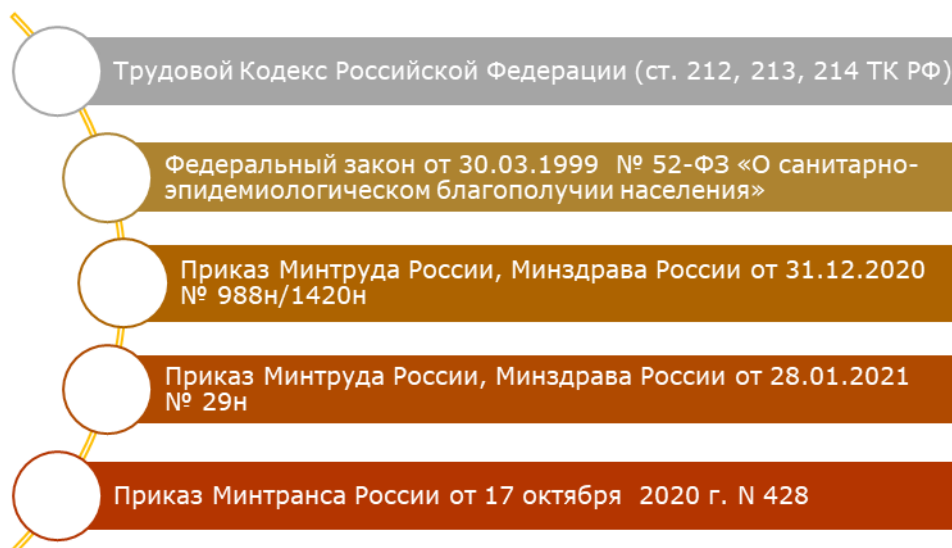 Трудовой Кодекс Российской Федерации (ст. 212, 213, 214 ТК РФ)
Федеральный закон от 30.03.1999  № 52-ФЗ «О санитарно-
эпидемиологическом благополучии населения»
Приказ Минтруда России, Минздрава России от 31.12.2020
№ 988н/1420н
Приказ Минтруда России, Минздрава России от 28.01.2021
№ 29н
Приказ Минтранса России от 17 октября  2020 г. N 428